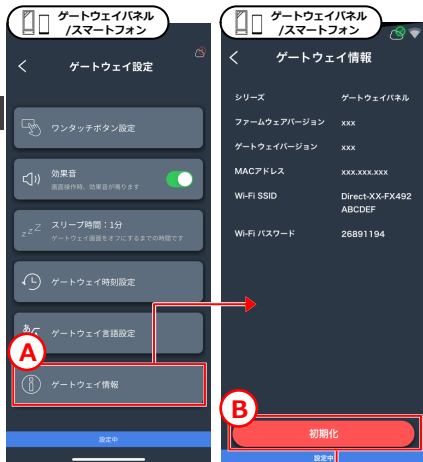 ゲートウェイパネル
/スマートフォン
ゲートウェイ設定
ワンタッチボタン設定
効果音
画面操作時、効果音が鳴ります
スリープ時間：1分
ゲートウェイ画面をオフにするまでの時間です
ゲートウェイ時刻設定
あ
ゲートウェイ言語設定
A
ゲートウェイ情報
設定中
ゲートウェイパネル
/スマートフォン
ゲートウェイ情報
シリーズ ゲートウェイパネル
ファームウェアバージョン xxx
ゲートウェイバージョン xxx
MACアドレス xxx.xxx.xxx
Wi-Fi SSID Direct-XX-FX492
ABCDEF
Wi-Fi パスワード 26891194
B
初期化
設定中